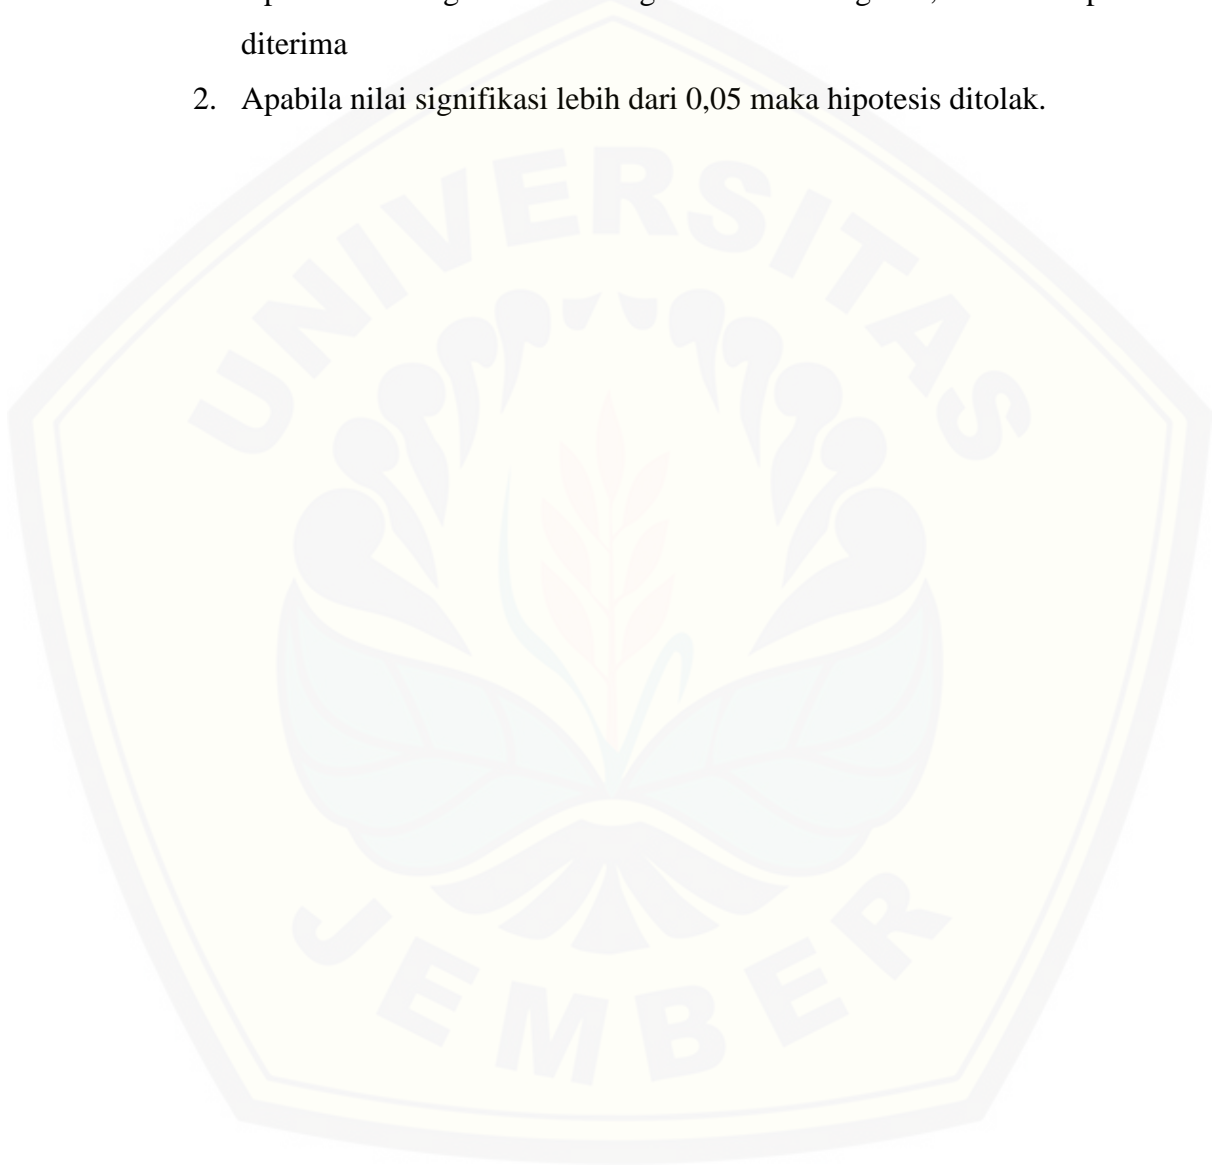 diterima
2. Apabila nilai signifikasi lebih dari 0,05 maka hipotesis ditolak.
UNIVERSITAS
JEMBER